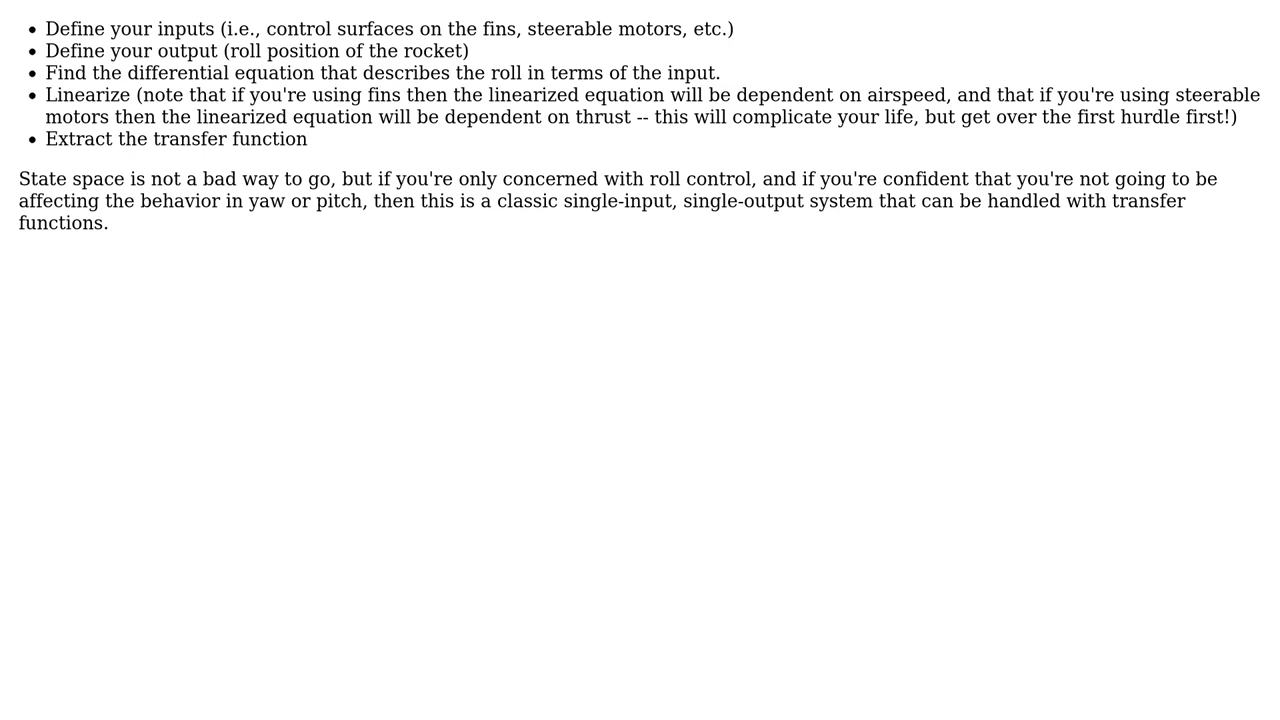 • Define your inputs (i.e., control surfaces on the fins, steerable motors, etc.)
• Define your output (roll position of the rocket)
• Find the differential equation that describes the roll in terms of the input.
• Linearize (note that if you're using fins then the linearized equation will be dependent on airspeed, and that if you're using steerable
motors then the linearized equation will be dependent on thrust -- this will complicate your life, but get over the first hurdle first!)
• Extract the transfer function
State space is not a bad way to go, but if you're only concerned with roll control, and if you're confident that you're not going to be
affecting the behavior in yaw or pitch, then this is a classic single-input, single-output system that can be handled with transfer
functions.